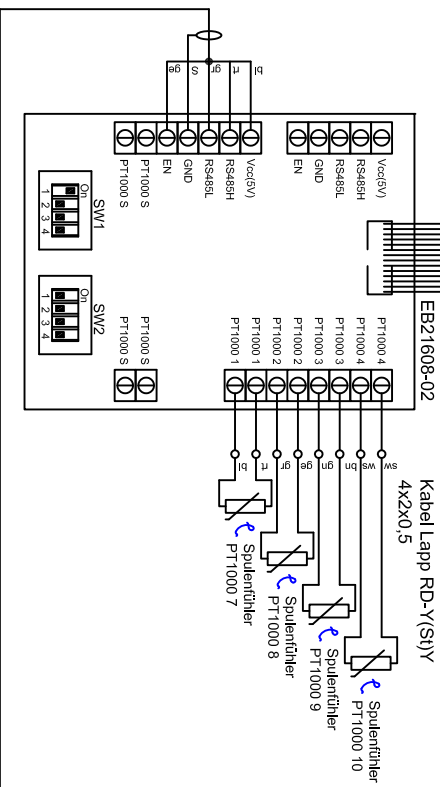 EB21608-02
Kabel Lapp RD-Y(St)Y
4x2x0,5
Vcc(5V)
RS485H
RS485L
GND
EN
PT1000 4
PT1000 4
PT1000 3
PT1000 3
PT1000 2
PT1000 2
PT1000 1
PT1000 1
sw
ws
bn
gn
ge
gr
rt
bl
Spulenfühler
PT1000 10
Spulenfühler
PT1000 9
Spulenfühler
PT1000 8
Spulenfühler
PT1000 7
bl
rt
gr
S
ge
Vcc(5V)
RS485H
RS485L
GND
EN
PT1000 S
PT1000 S
PT1000 S
PT1000 S
SW1
On
1 2 3 4
SW2
On
1 2 3 4